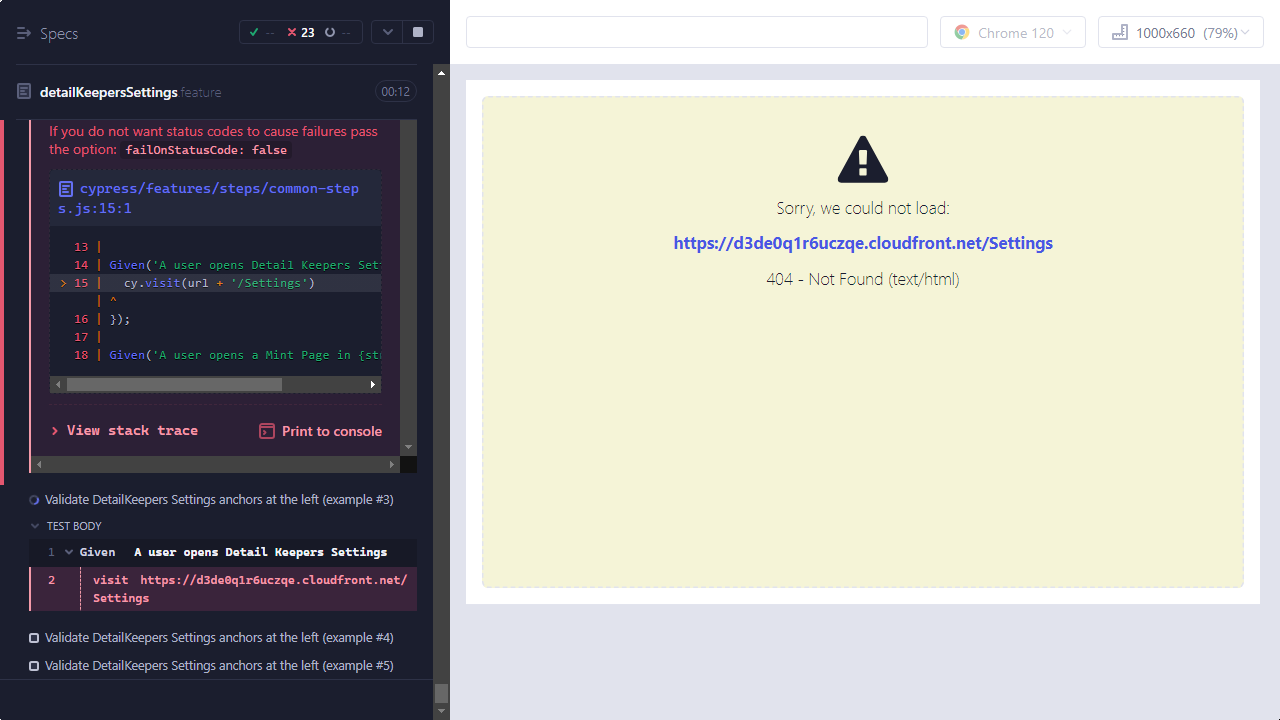 Specs
--
23
--
Chrome 120
1000x660 (79%)
detailKeepersSettings feature
00:12
If you do not want status codes to cause failures pass
the option: failOnStatusCode: false
cypress/features/steps/common-step
s.js:15:1
13 |
14 | Given('A user opens Detail Keepers Set
> 15 | cy.visit(url + '/Settings')
| ^
16 | });
17 |
18 | Given('A user opens a Mint Page in {st
> View stack trace
Print to console
Validate DetailKeepers Settings anchors at the left (example #3)
TEST BODY
1 Given A user opens Detail Keepers Settings
2 visit https://d3de0q1r6uczqe.cloudfront.net/
Settings
Validate DetailKeepers Settings anchors at the left (example #4)
Validate DetailKeepers Settings anchors at the left (example #5)
Sorry, we could not load:
https://d3de0q1r6uczqe.cloudfront.net/Settings
404 - Not Found (text/html)